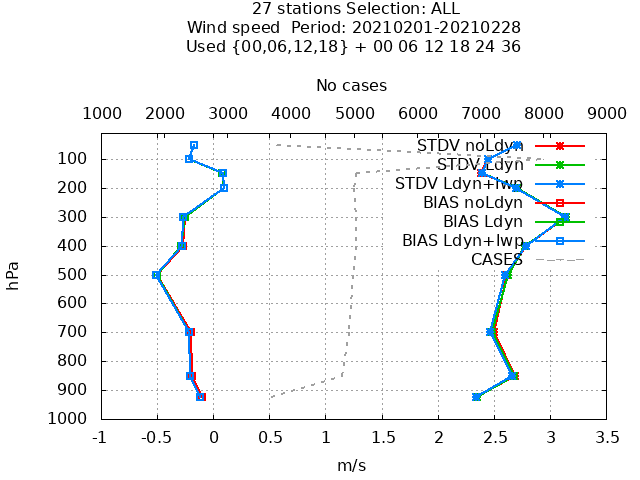 27 stations Selection: ALL
Wind speed  Period: 20210201-20210228
Used {00,06,12,18} + 00 06 12 18 24 36
No cases
1000 2000 3000 4000 5000 6000 7000 8000 9000
STDV noLdyn
STDV Ldyn
STDV Ldyn+lwp
BIAS noLdyn
BIAS Ldyn
BIAS Ldyn+lwp
CASES
hPa
100
200
300
400
500
600
700
800
900
1000
-1 -0.5 0 0.5 1 1.5 2 2.5 3 3.5
m/s